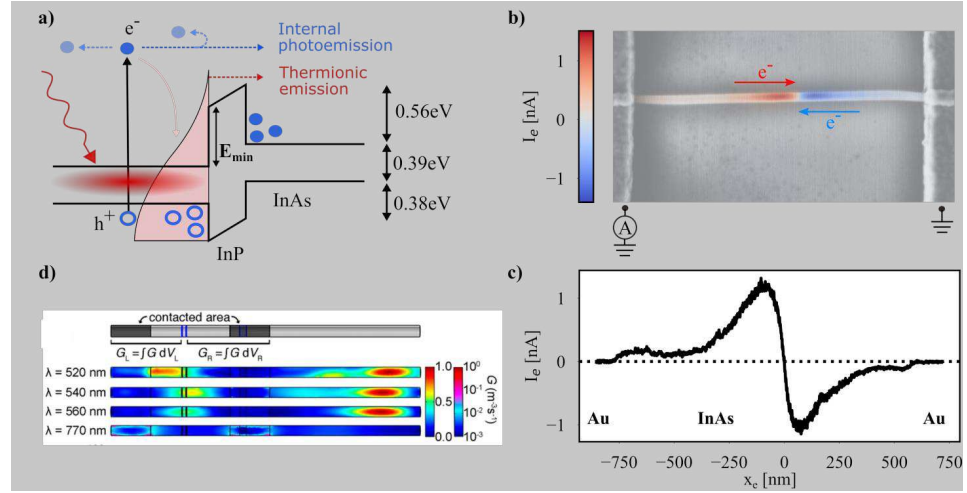 a)
e⁻
Internal
photoemission
Thermionic
emission
E_min
0.56eV
0.39eV
0.38eV
h⁺
InAs
InP
b)
I_e [nA]
1
0
−1
e⁻
e⁻
A
d)
contacted area
G_L = ∫ G dV_L
G_R = ∫ G dV_R
λ = 520 nm
λ = 540 nm
λ = 560 nm
λ = 770 nm
1.0
0.5
0.0
10⁰
10⁻¹
10⁻²
10⁻³
G (m⁻³s⁻¹)
c)
I_e [nA]
1
0
−1
Au
InAs
Au
−750
−500
−250
0
250
500
750
x_e [nm]